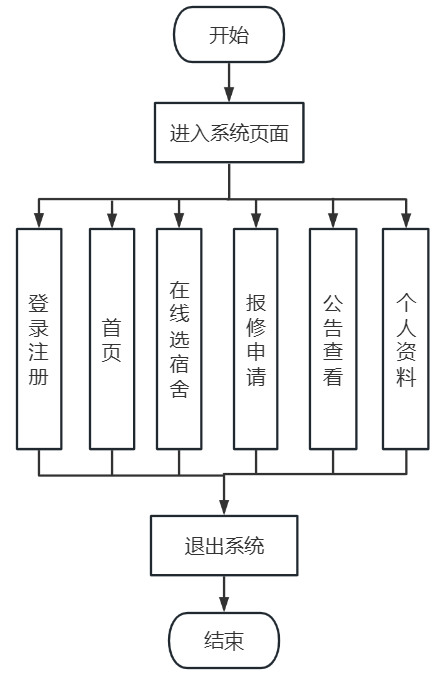 开始
进入系统页面
登录注册
首页
在线选宿舍
报修申请
公告查看
个人资料
退出系统
结束